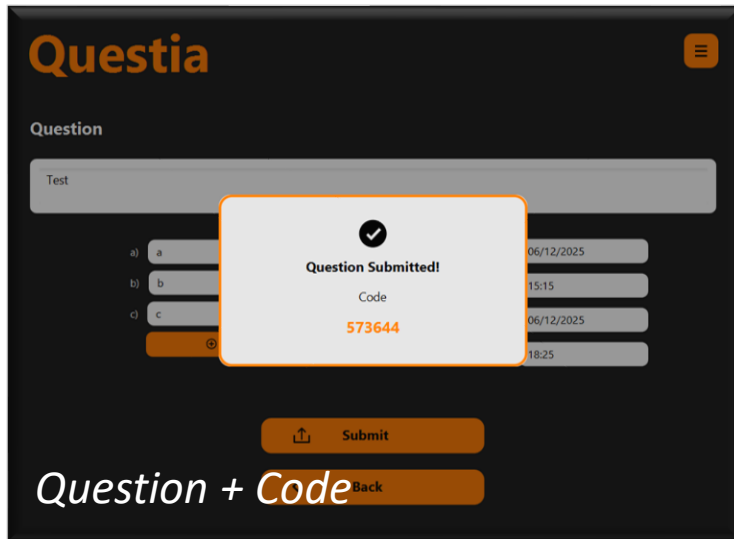 Questia
Question
Test
a) a
b) b
c) c
Question Submitted!
Code
573644
06/12/2025
15:15
06/12/2025
18:25
Submit
Back
Question + Code